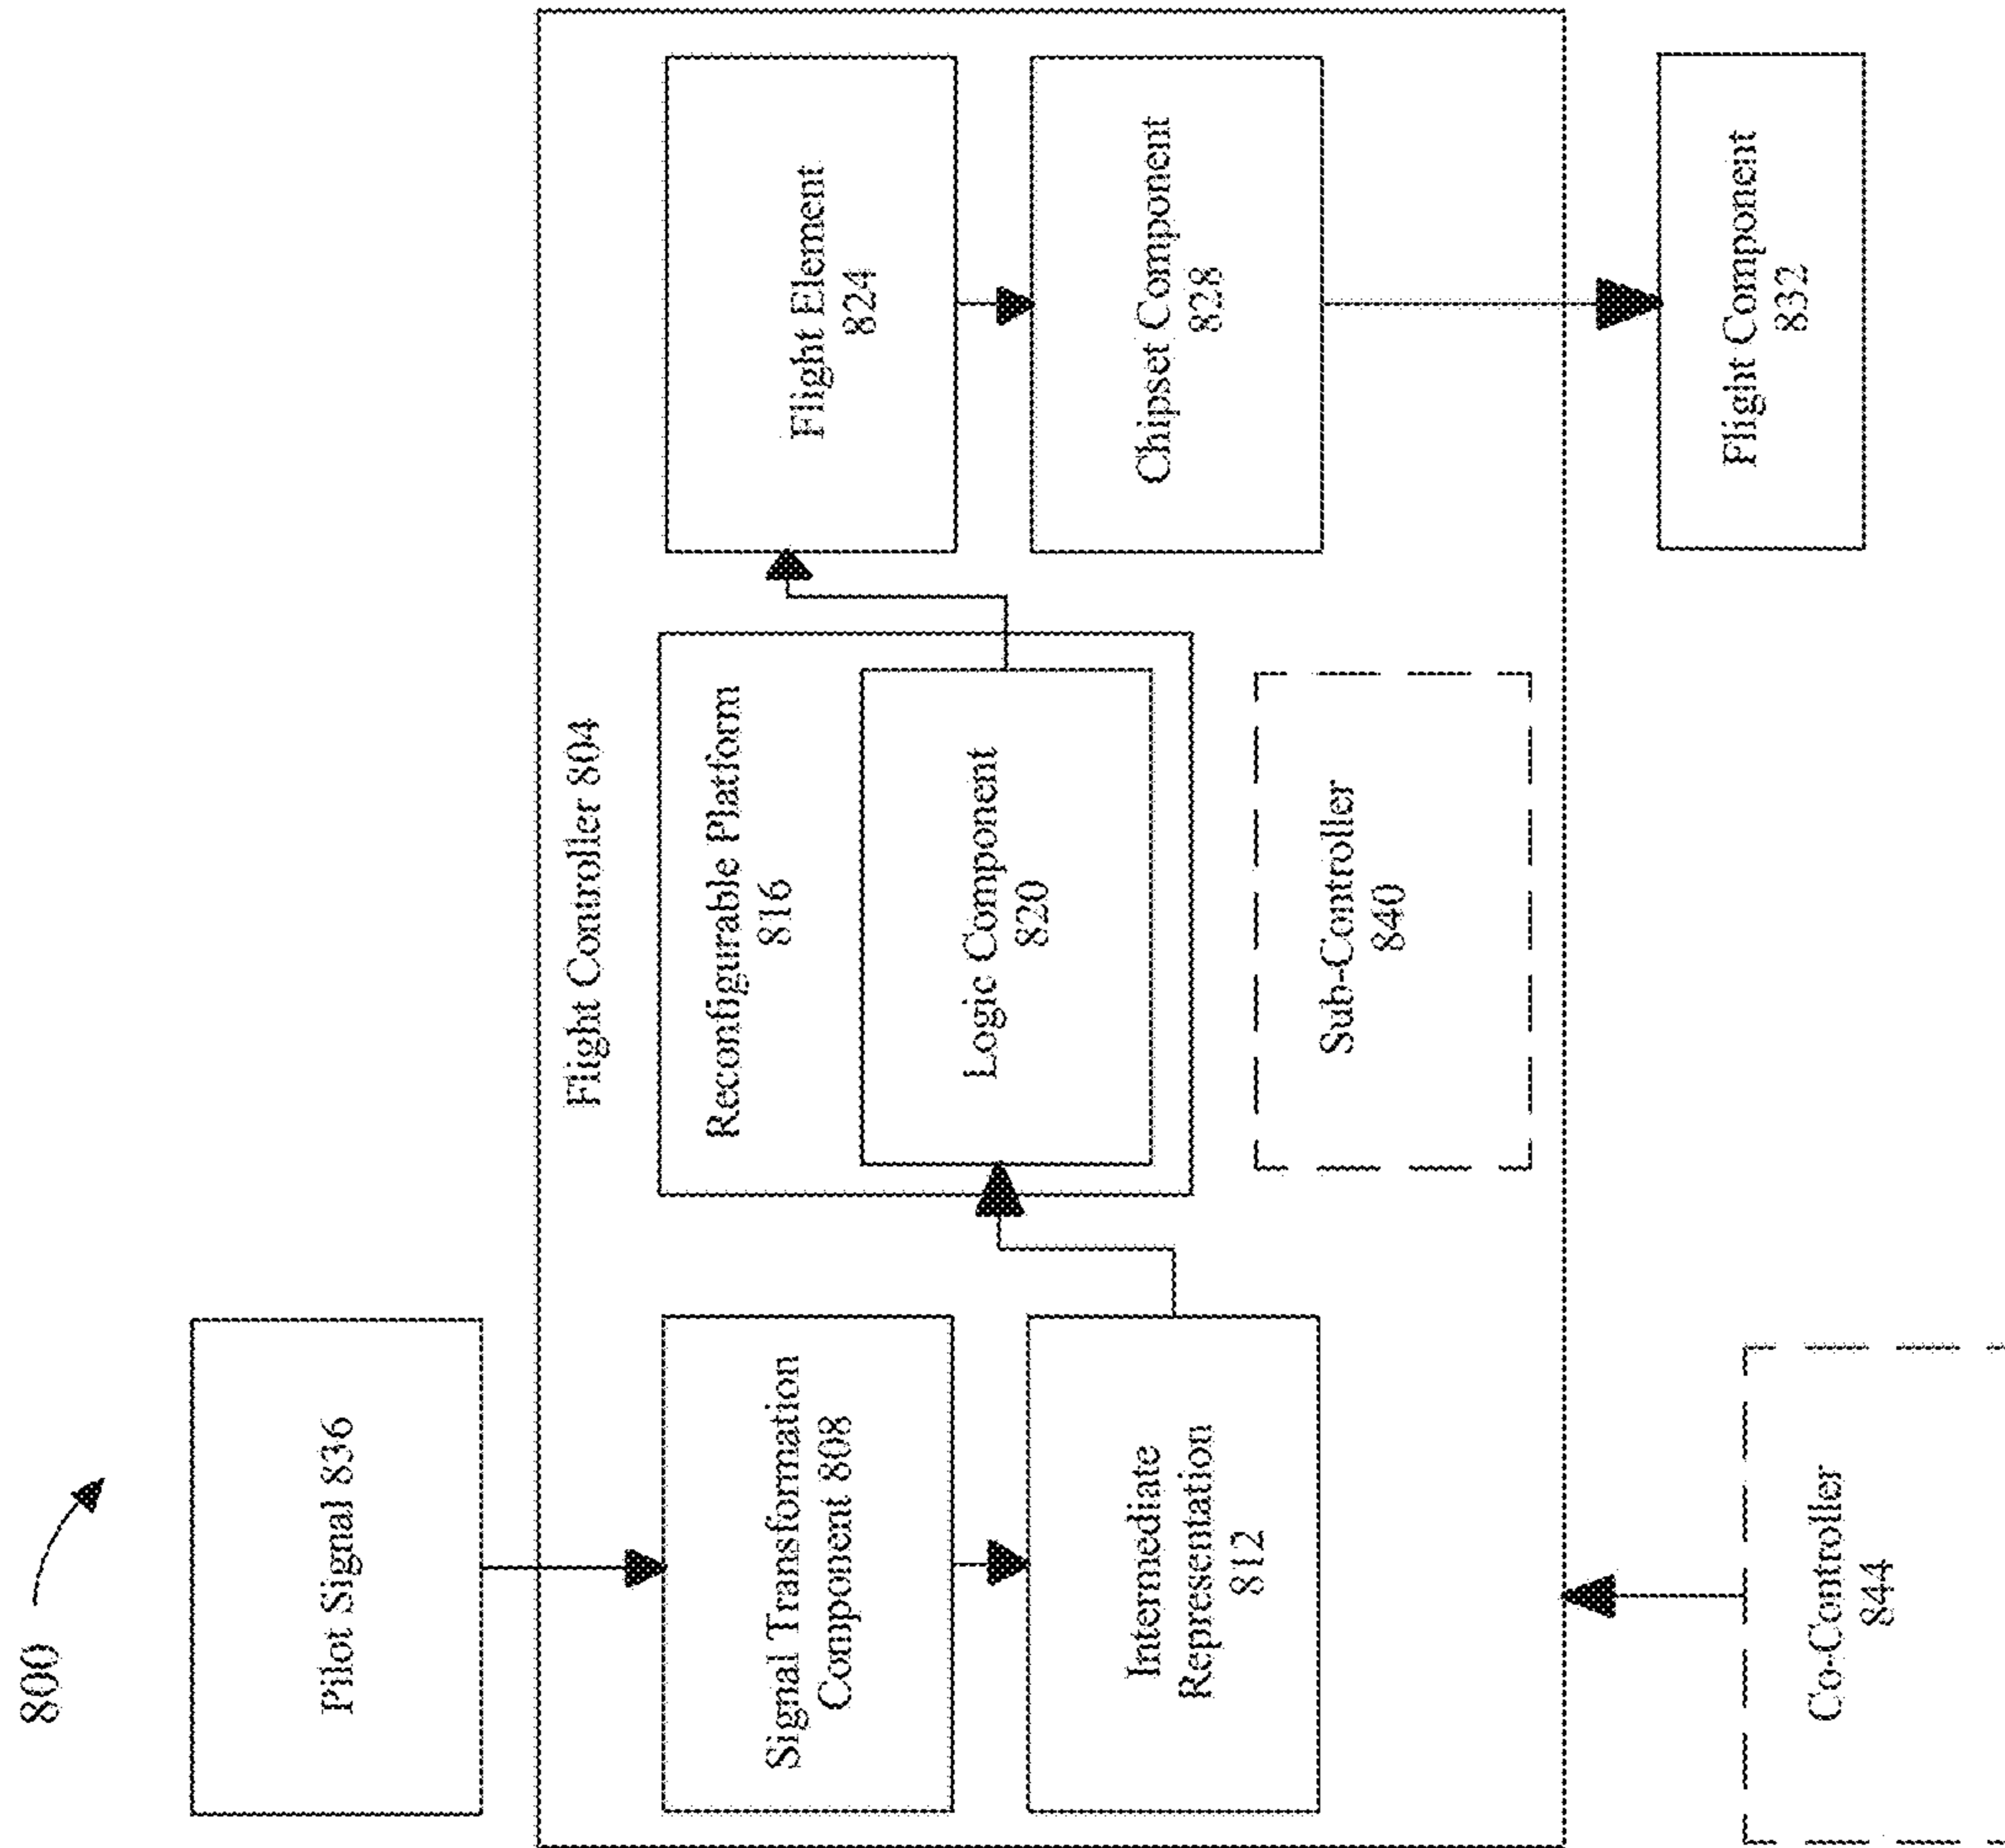 800
Pilot Signal 836
Flight Controller 804
Signal Transformation
Component 808
Intermediate
Representation
812
Reconfigurable Platform
816
Logic Component
820
Sub-Controller
840
Flight Element
824
Chipset Component
828
Co-Controller
844
Flight Component
832